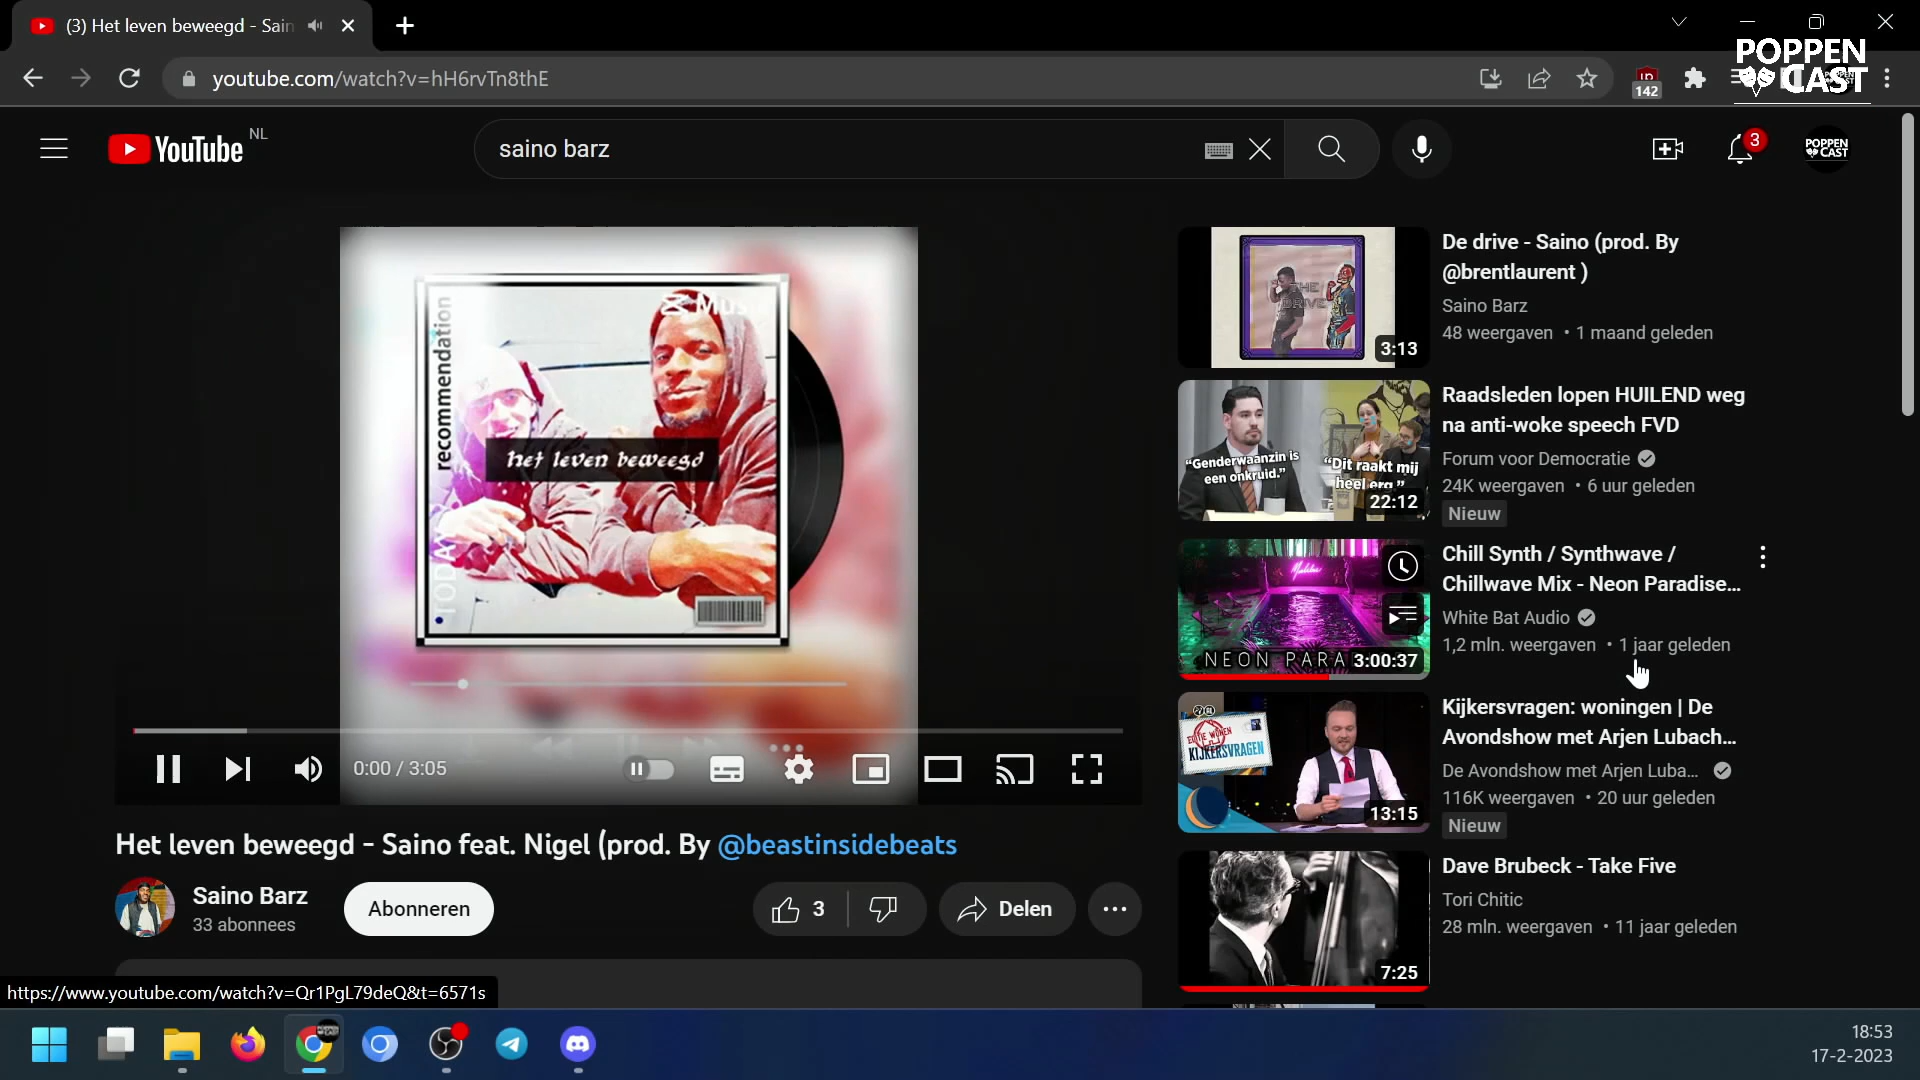 (3) Het leven beweegd - Sain
POPPEN
CAST
youtube.com/watch?v=hH6rvTn8thE
142
YouTube NL
saino barz
3
POPPEN
CAST
recommendation
TODAY
het leven beweegd
0:00 / 3:05
Het leven beweegd - Saino feat. Nigel (prod. By @beastinsidebeats
Saino Barz
33 abonnees
Abonneren
3
Delen
https://www.youtube.com/watch?v=Qr1PgL79deQ&t=6571s
THE
DRIVE
3:13
De drive - Saino (prod. By
@brentlaurent )
Saino Barz
48 weergaven • 1 maand geleden
"Genderwaanzin is
een onkruid."
"Dit raakt mij
heel erg."
22:12
Raadsleden lopen HUILEND weg
na anti-woke speech FVD
Forum voor Democratie
24K weergaven • 6 uur geleden
Nieuw
Malibu
NEON PARA
3:00:37
Chill Synth / Synthwave /
Chillwave Mix - Neon Paradise...
White Bat Audio
1,2 mln. weergaven • 1 jaar geleden
KIJKERSVRAGEN
13:15
Kijkersvragen: woningen | De
Avondshow met Arjen Lubach...
De Avondshow met Arjen Luba...
116K weergaven • 20 uur geleden
Nieuw
7:25
Dave Brubeck - Take Five
Tori Chitic
28 mln. weergaven • 11 jaar geleden
18:53
17-2-2023